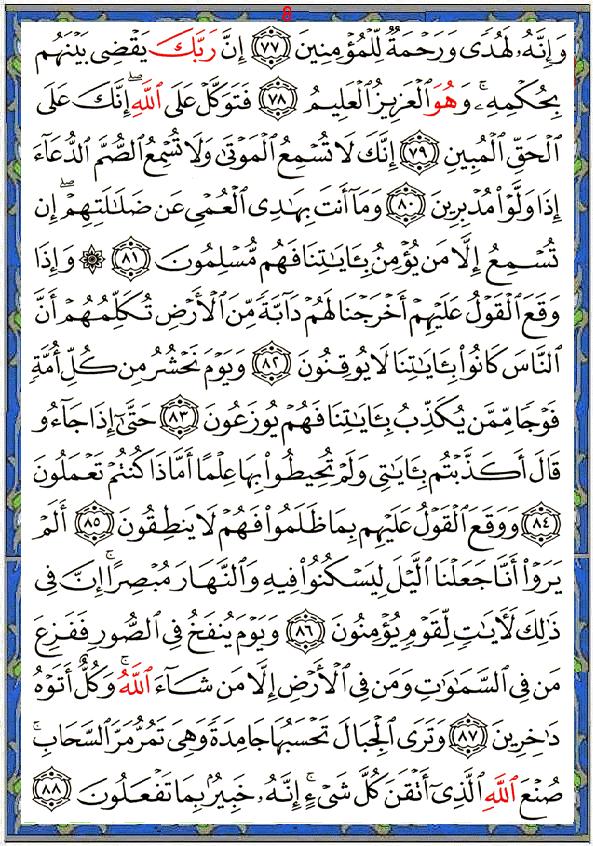 8
وَإِنَّهُۥ لَهُدًى وَرَحْمَةٌ لِّلْمُؤْمِنِينَ ﴿٧٧﴾ إِنَّ رَبَّكَ يَقْضِى بَيْنَهُم
بِحُكْمِهِۦ ۚ وَهُوَ ٱلْعَزِيزُ ٱلْعَلِيمُ ﴿٧٨﴾ فَتَوَكَّلْ عَلَى ٱللَّهِ ۖ إِنَّكَ عَلَى
ٱلْحَقِّ ٱلْمُبِينِ ﴿٧٩﴾ إِنَّكَ لَا تُسْمِعُ ٱلْمَوْتَىٰ وَلَا تُسْمِعُ ٱلصُّمَّ ٱلدُّعَآءَ
إِذَا وَلَّوْا۟ مُدْبِرِينَ ﴿٨٠﴾ وَمَآ أَنتَ بِهَـٰدِى ٱلْعُمْىِ عَن ضَلَـٰلَتِهِمْ ۖ إِن
تُسْمِعُ إِلَّا مَن يُؤْمِنُ بِـَٔايَـٰتِنَا فَهُم مُّسْلِمُونَ ﴿٨١﴾ ۞ وَإِذَا
وَقَعَ ٱلْقَوْلُ عَلَيْهِمْ أَخْرَجْنَا لَهُمْ دَآبَّةً مِّنَ ٱلْأَرْضِ تُكَلِّمُهُمْ أَنَّ
ٱلنَّاسَ كَانُوا۟ بِـَٔايَـٰتِنَا لَا يُوقِنُونَ ﴿٨٢﴾ وَيَوْمَ نَحْشُرُ مِن كُلِّ أُمَّةٍ
فَوْجًا مِّمَّن يُكَذِّبُ بِـَٔايَـٰتِنَا فَهُمْ يُوزَعُونَ ﴿٨٣﴾ حَتَّىٰٓ إِذَا جَآءُو
قَالَ أَكَذَّبْتُم بِـَٔايَـٰتِى وَلَمْ تُحِيطُوا۟ بِهَا عِلْمًا أَمَّاذَا كُنتُمْ تَعْمَلُونَ
﴿٨٤﴾ وَوَقَعَ ٱلْقَوْلُ عَلَيْهِم بِمَا ظَلَمُوا۟ فَهُمْ لَا يَنطِقُونَ ﴿٨٥﴾ أَلَمْ
يَرَوْا۟ أَنَّا جَعَلْنَا ٱلَّيْلَ لِيَسْكُنُوا۟ فِيهِ وَٱلنَّهَارَ مُبْصِرًا ۚ إِنَّ فِى
ذَٰلِكَ لَـَٔايَـٰتٍ لِّقَوْمٍ يُؤْمِنُونَ ﴿٨٦﴾ وَيَوْمَ يُنفَخُ فِى ٱلصُّورِ فَفَزِعَ
مَن فِى ٱلسَّمَـٰوَٰتِ وَمَن فِى ٱلْأَرْضِ إِلَّا مَن شَآءَ ٱللَّهُ ۚ وَكُلٌّ أَتَوْهُ
دَٰخِرِينَ ﴿٨٧﴾ وَتَرَى ٱلْجِبَالَ تَحْسَبُهَا جَامِدَةً وَهِىَ تَمُرُّ مَرَّ ٱلسَّحَابِ ۚ
صُنْعَ ٱللَّهِ ٱلَّذِىٓ أَتْقَنَ كُلَّ شَىْءٍ ۚ إِنَّهُۥ خَبِيرٌۢ بِمَا تَفْعَلُونَ ﴿٨٨﴾